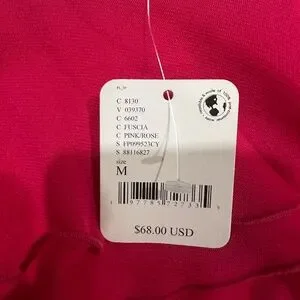 C 8130
V 039370
C 6602
C FUSCIA
C PINK/ROSE
S FP099523CY
S 88116827
size
M
$68.00 USD